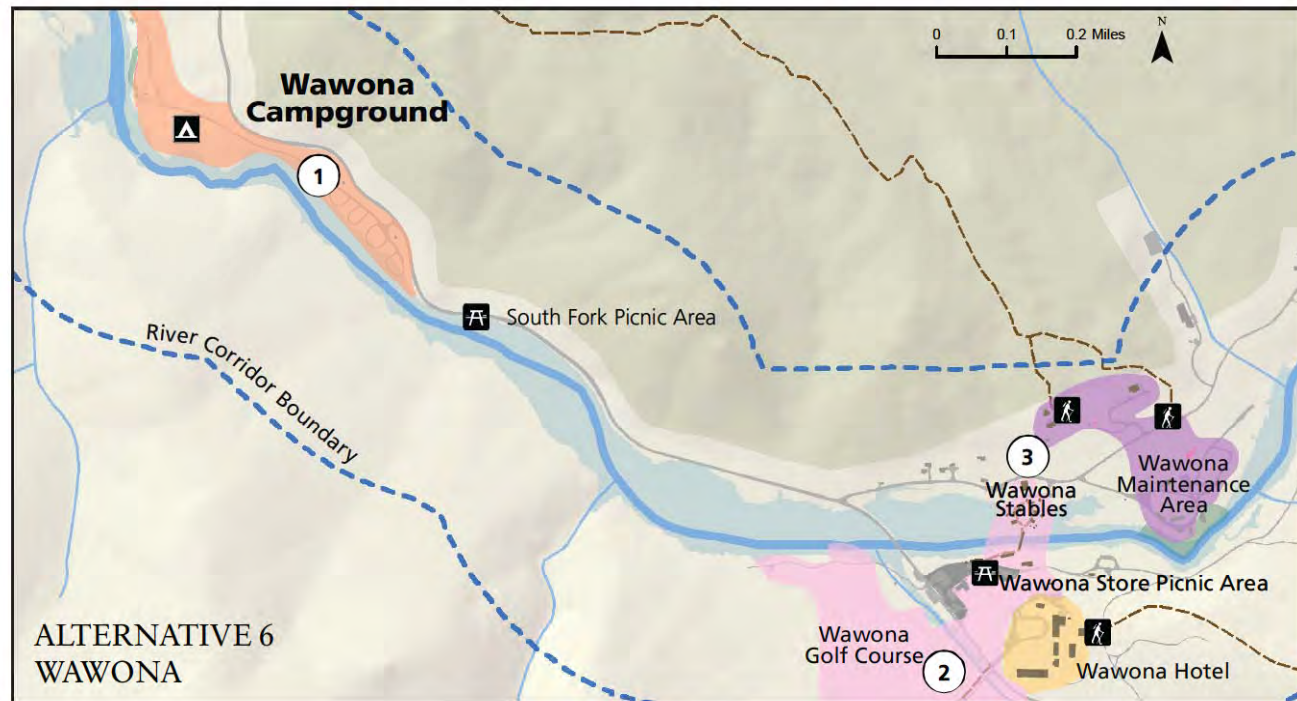 0 0.1 0.2 Miles
N
Wawona
Campground
1
South Fork Picnic Area
River Corridor Boundary
3
Wawona
Stables
Wawona
Maintenance
Area
Wawona Store Picnic Area
Wawona
Golf Course
2
Wawona Hotel
ALTERNATIVE 6
WAWONA